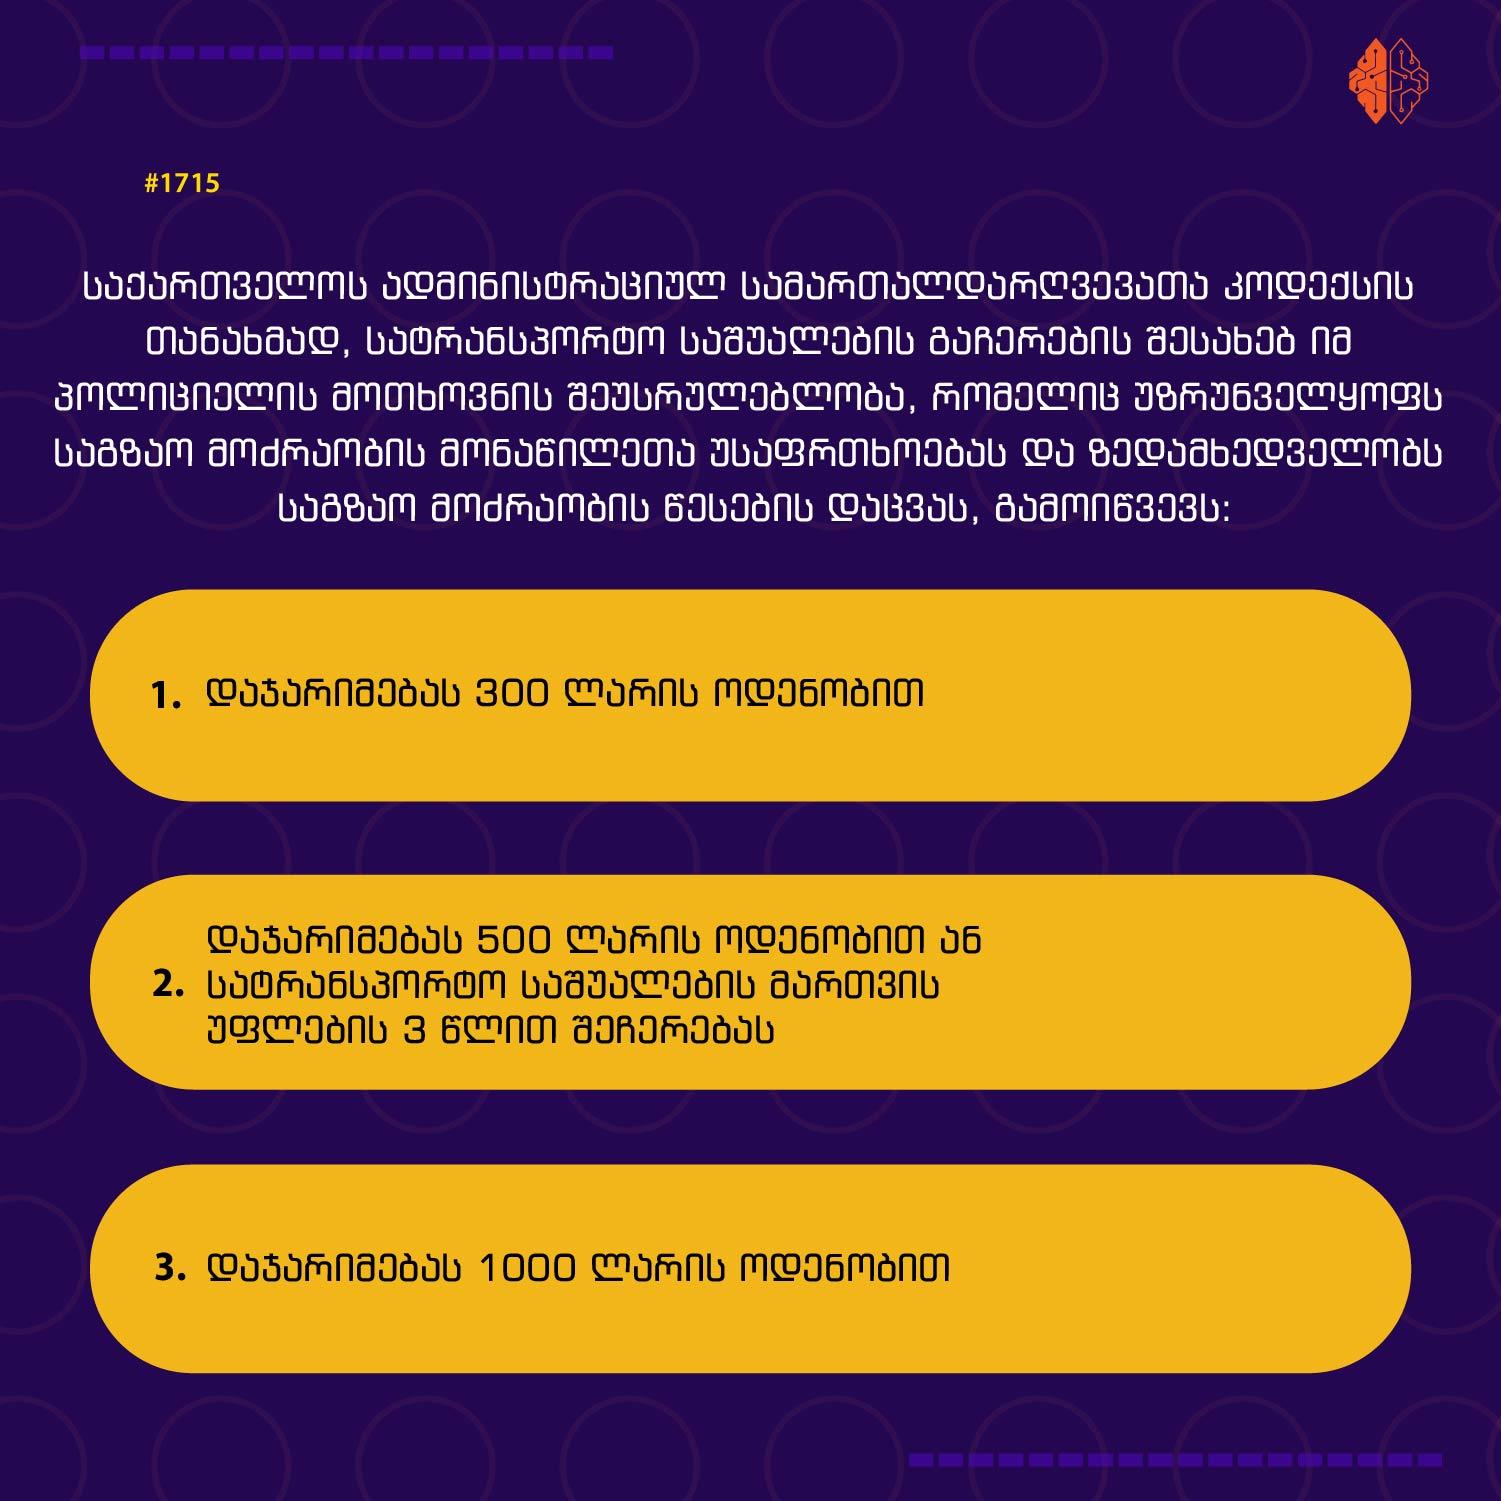 #1715
საქართველოს ადმინისტრაციულ სამართალდარღვევათა კოდექსის
თანახმად, სატრანსპორტო საშუალების გაჩერების შესახებ იმ
პოლიციელის მოთხოვნის შეუსრულებლობა, რომელიც უზრუნველყოფს
საგზაო მოძრაობის მონაწილეთა უსაფრთხოებას და ზედამხედველობს
საგზაო მოძრაობის წესების დაცვას, გამოიწვევს:
1. დაჯარიმებას 300 ლარის ოდენობით
დაჯარიმებას 500 ლარის ოდენობით ან
2. სატრანსპორტო საშუალების მართვის
უფლების 3 წლით შეჩერებას
3. დაჯარიმებას 1000 ლარის ოდენობით